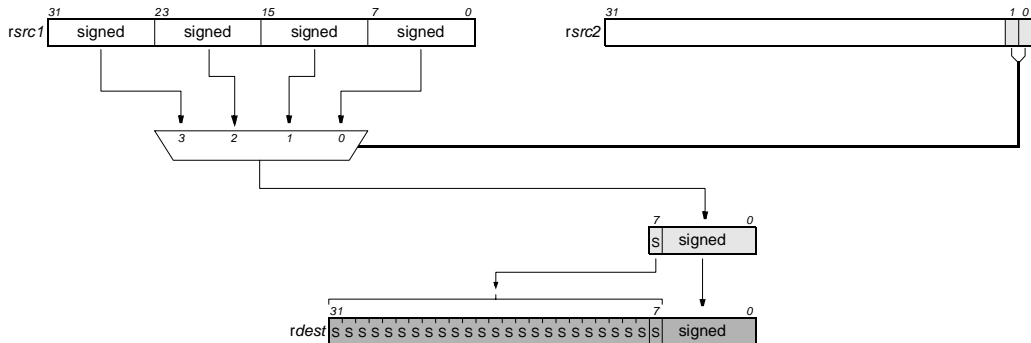 31 23 15 7 0 31 1 0
rsrc1 signed signed signed signed rsrc2
3 2 1 0
7 0
S signed
31 7 0
rdest S S S S S S S S S S S S S S S S S S S S S S S S S signed